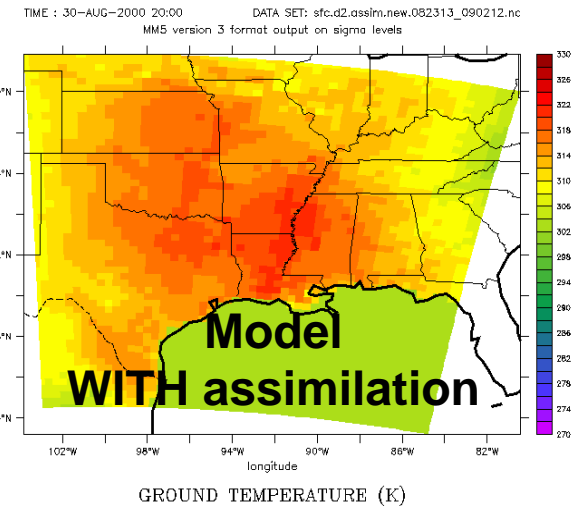 TIME : 30-AUG-2000 20:00 DATA SET: sfc.d2.assim.new.082313_090212.nc
MM5 version 3 format output on sigma levels
330
326
322
318
314
310
306
302
298
294
290
286
282
278
274
270
°N
°N
°N
°N
°N
Model
WITH assimilation
102°W 98°W 94°W 90°W 86°W 82°W
longitude
GROUND TEMPERATURE (K)